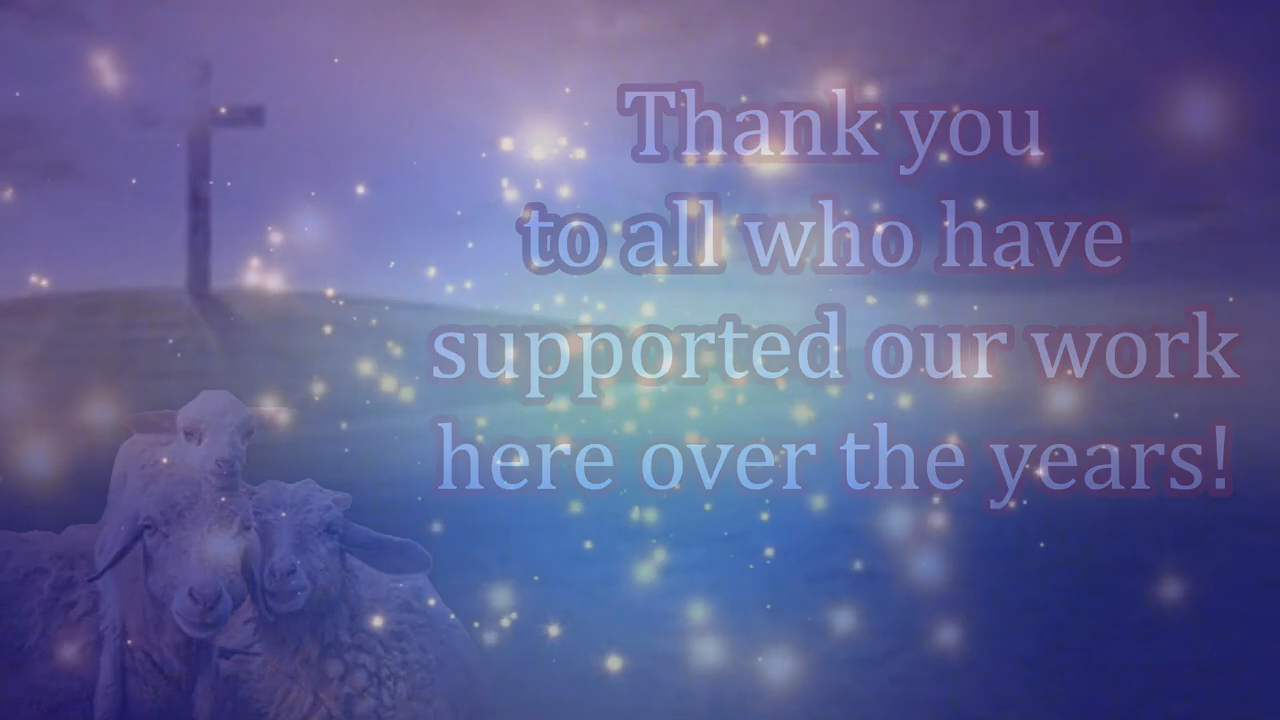 Thank you
to all who have
supported our work
here over the years!